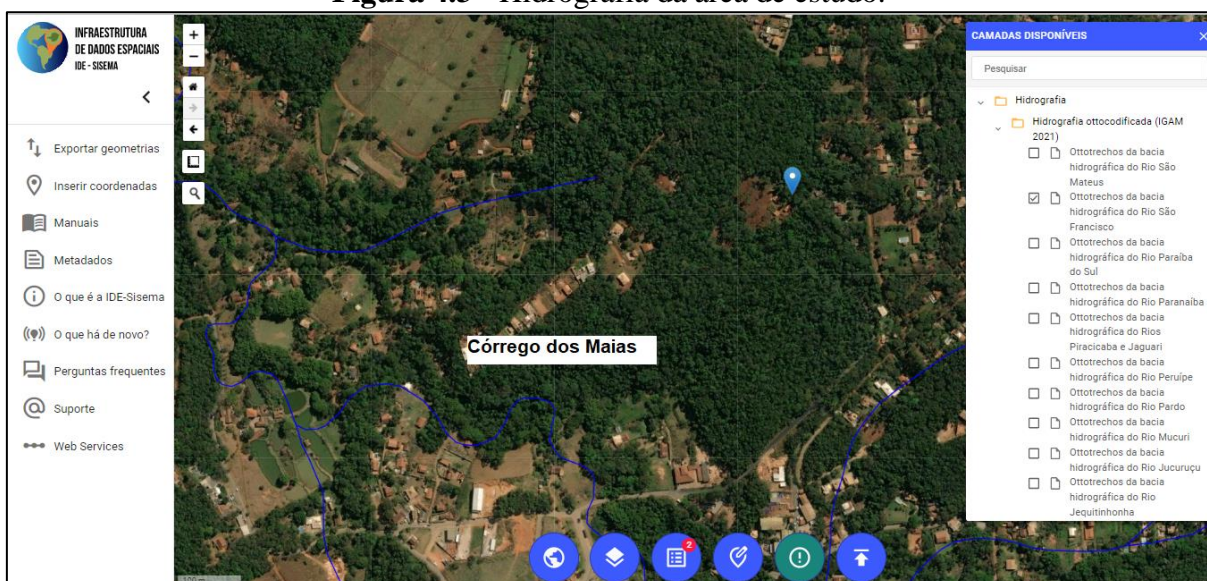 Figura 4.3 - Hidrografia da área de estudo.
INFRAESTRUTURA
DE DADOS ESPACIAIS
IDE - SISEMA
Exportar geometrias
Inserir coordenadas
Manuais
Metadados
O que é a IDE-Sisema
O que há de novo?
Perguntas frequentes
Suporte
Web Services
Córrego dos Maias
2
100 m
CAMADAS DISPONÍVEIS
Pesquisar
Hidrografia
Hidrografia ottocodificada (IGAM
2021)
Ottotrechos da bacia
hidrográfica do Rio São
Mateus
Ottotrechos da bacia
hidrográfica do Rio São
Francisco
Ottotrechos da bacia
hidrográfica do Rio Paraíba
do Sul
Ottotrechos da bacia
hidrográfica do Rio Paranaíba
Ottotrechos da bacia
hidrográfica do Rios
Piracicaba e Jaguari
Ottotrechos da bacia
hidrográfica do Rio Peruípe
Ottotrechos da bacia
hidrográfica do Rio Pardo
Ottotrechos da bacia
hidrográfica do Rio Mucuri
Ottotrechos da bacia
hidrográfica do Rio Jucuruçu
Ottotrechos da bacia
hidrográfica do Rio
Jequitinhonha